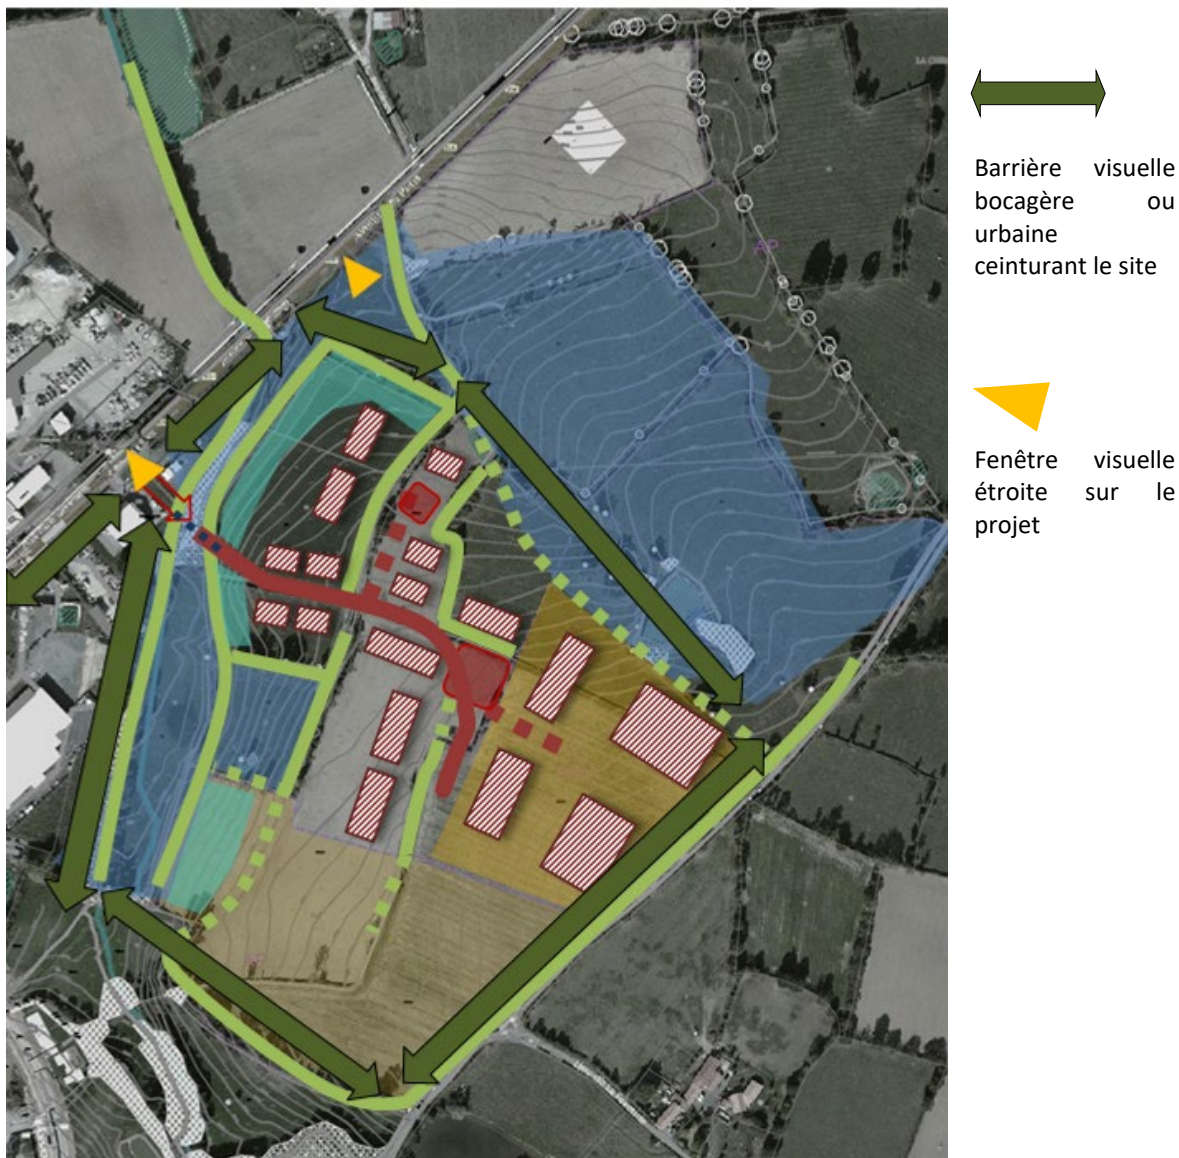 Barrière visuelle
bocagère ou
urbaine
ceinturant le site
Fenêtre visuelle
étroite sur le
projet